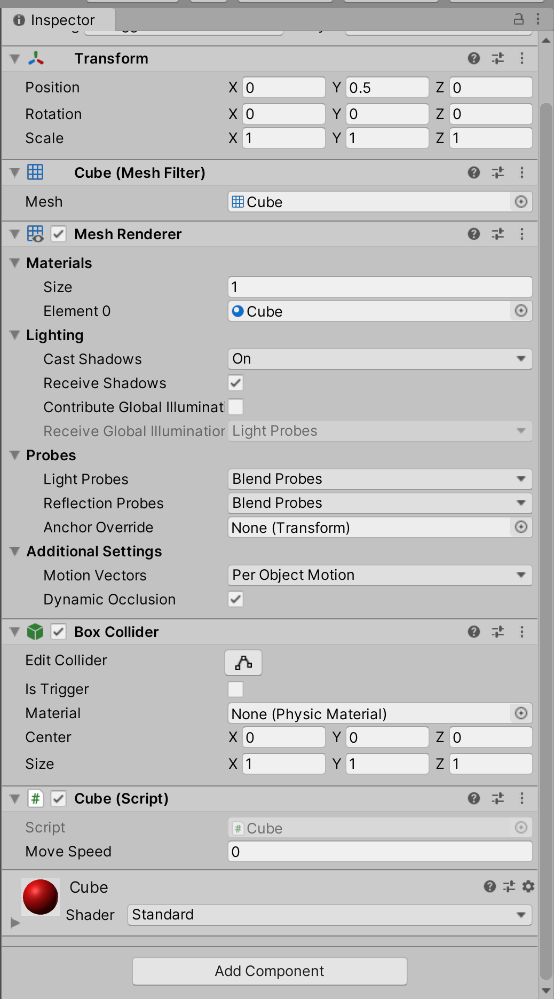 Inspector
Transform
Position X 0 Y 0.5 Z 0
Rotation X 0 Y 0 Z 0
Scale X 1 Y 1 Z 1
Cube (Mesh Filter)
Mesh Cube
Mesh Renderer
Materials
Size 1
Element 0 Cube
Lighting
Cast Shadows On
Receive Shadows
Contribute Global Illuminati
Receive Global Illumination Light Probes
Probes
Light Probes Blend Probes
Reflection Probes Blend Probes
Anchor Override None (Transform)
Additional Settings
Motion Vectors Per Object Motion
Dynamic Occlusion
Box Collider
Edit Collider
Is Trigger
Material None (Physic Material)
Center X 0 Y 0 Z 0
Size X 1 Y 1 Z 1
# Cube (Script)
Script # Cube
Move Speed 0
Cube
Shader Standard
Add Component